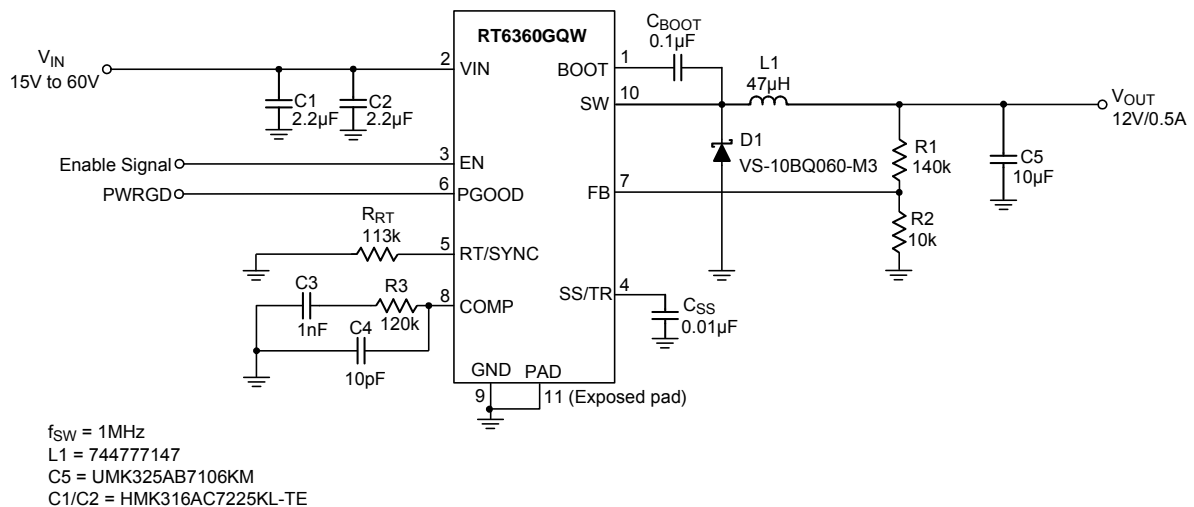 RT6360GQW
V_IN
15V to 60V
2
VIN
C1
2.2µF
C2
2.2µF
Enable Signal
3
EN
PWRGD
6
PGOOD
R_RT
113k
5
RT/SYNC
C3
1nF
R3
120k
8
COMP
C4
10pF
GND
9
PAD
11 (Exposed pad)
BOOT
1
C_BOOT
0.1µF
SW
10
L1
47µH
D1
VS-10BQ060-M3
V_OUT
12V/0.5A
R1
140k
C5
10µF
FB
7
R2
10k
SS/TR
4
C_SS
0.01µF
f_SW = 1MHz
L1 = 744777147
C5 = UMK325AB7106KM
C1/C2 = HMK316AC7225KL-TE